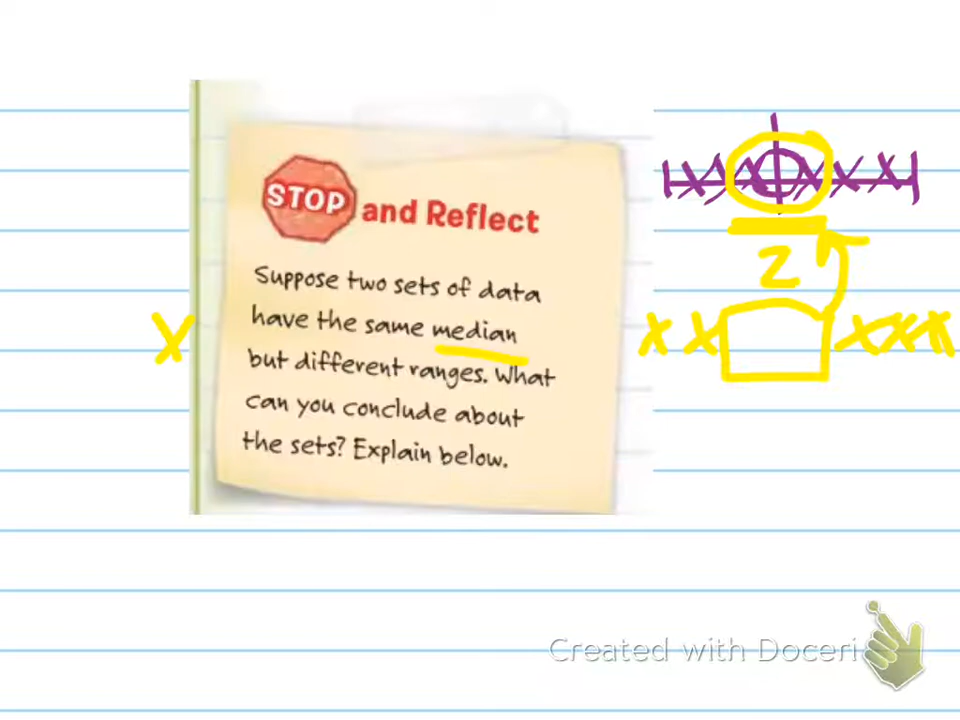 STOP and Reflect
Suppose two sets of data
have the same median
but different ranges. What
can you conclude about
the sets? Explain below.
X X X X X X
2
X X X X X X
Created with Doceri